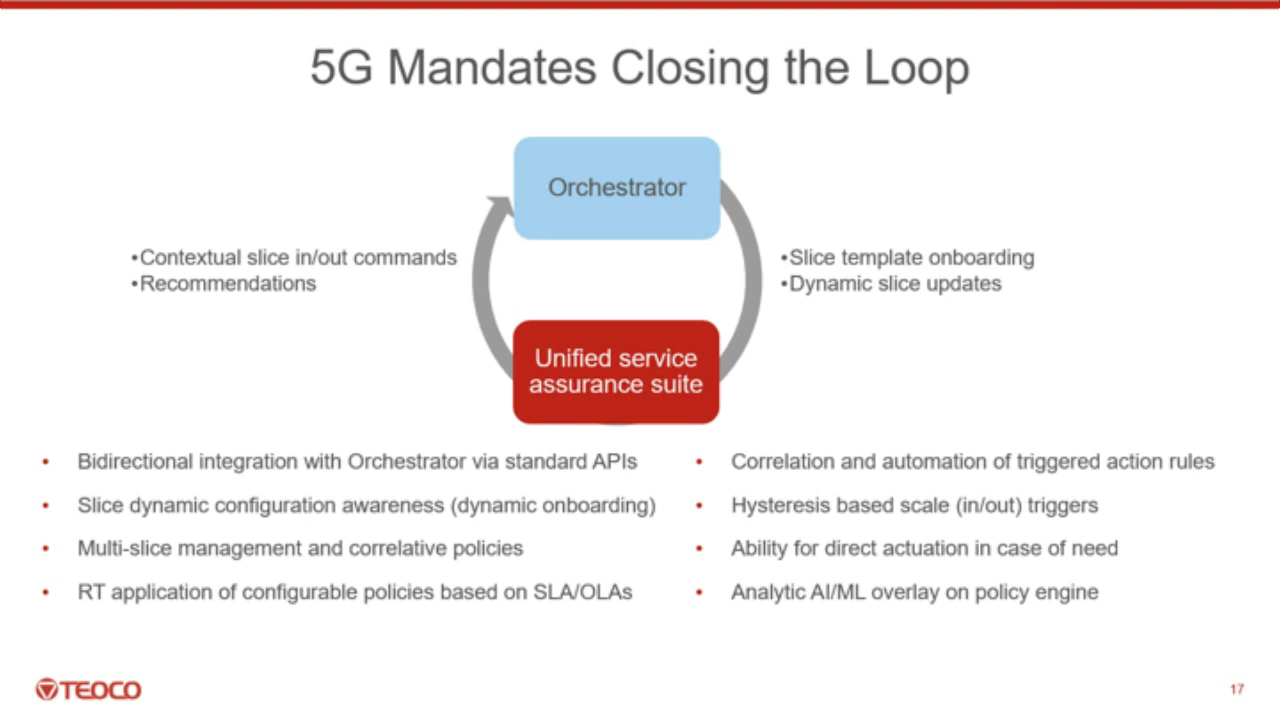 5G Mandates Closing the Loop
Orchestrator
•Contextual slice in/out commands
•Recommendations
•Slice template onboarding
•Dynamic slice updates
Unified service
assurance suite
• Bidirectional integration with Orchestrator via standard APIs
• Slice dynamic configuration awareness (dynamic onboarding)
• Multi-slice management and correlative policies
• RT application of configurable policies based on SLA/OLAs
• Correlation and automation of triggered action rules
• Hysteresis based scale (in/out) triggers
• Ability for direct actuation in case of need
• Analytic AI/ML overlay on policy engine
TEOCO
17